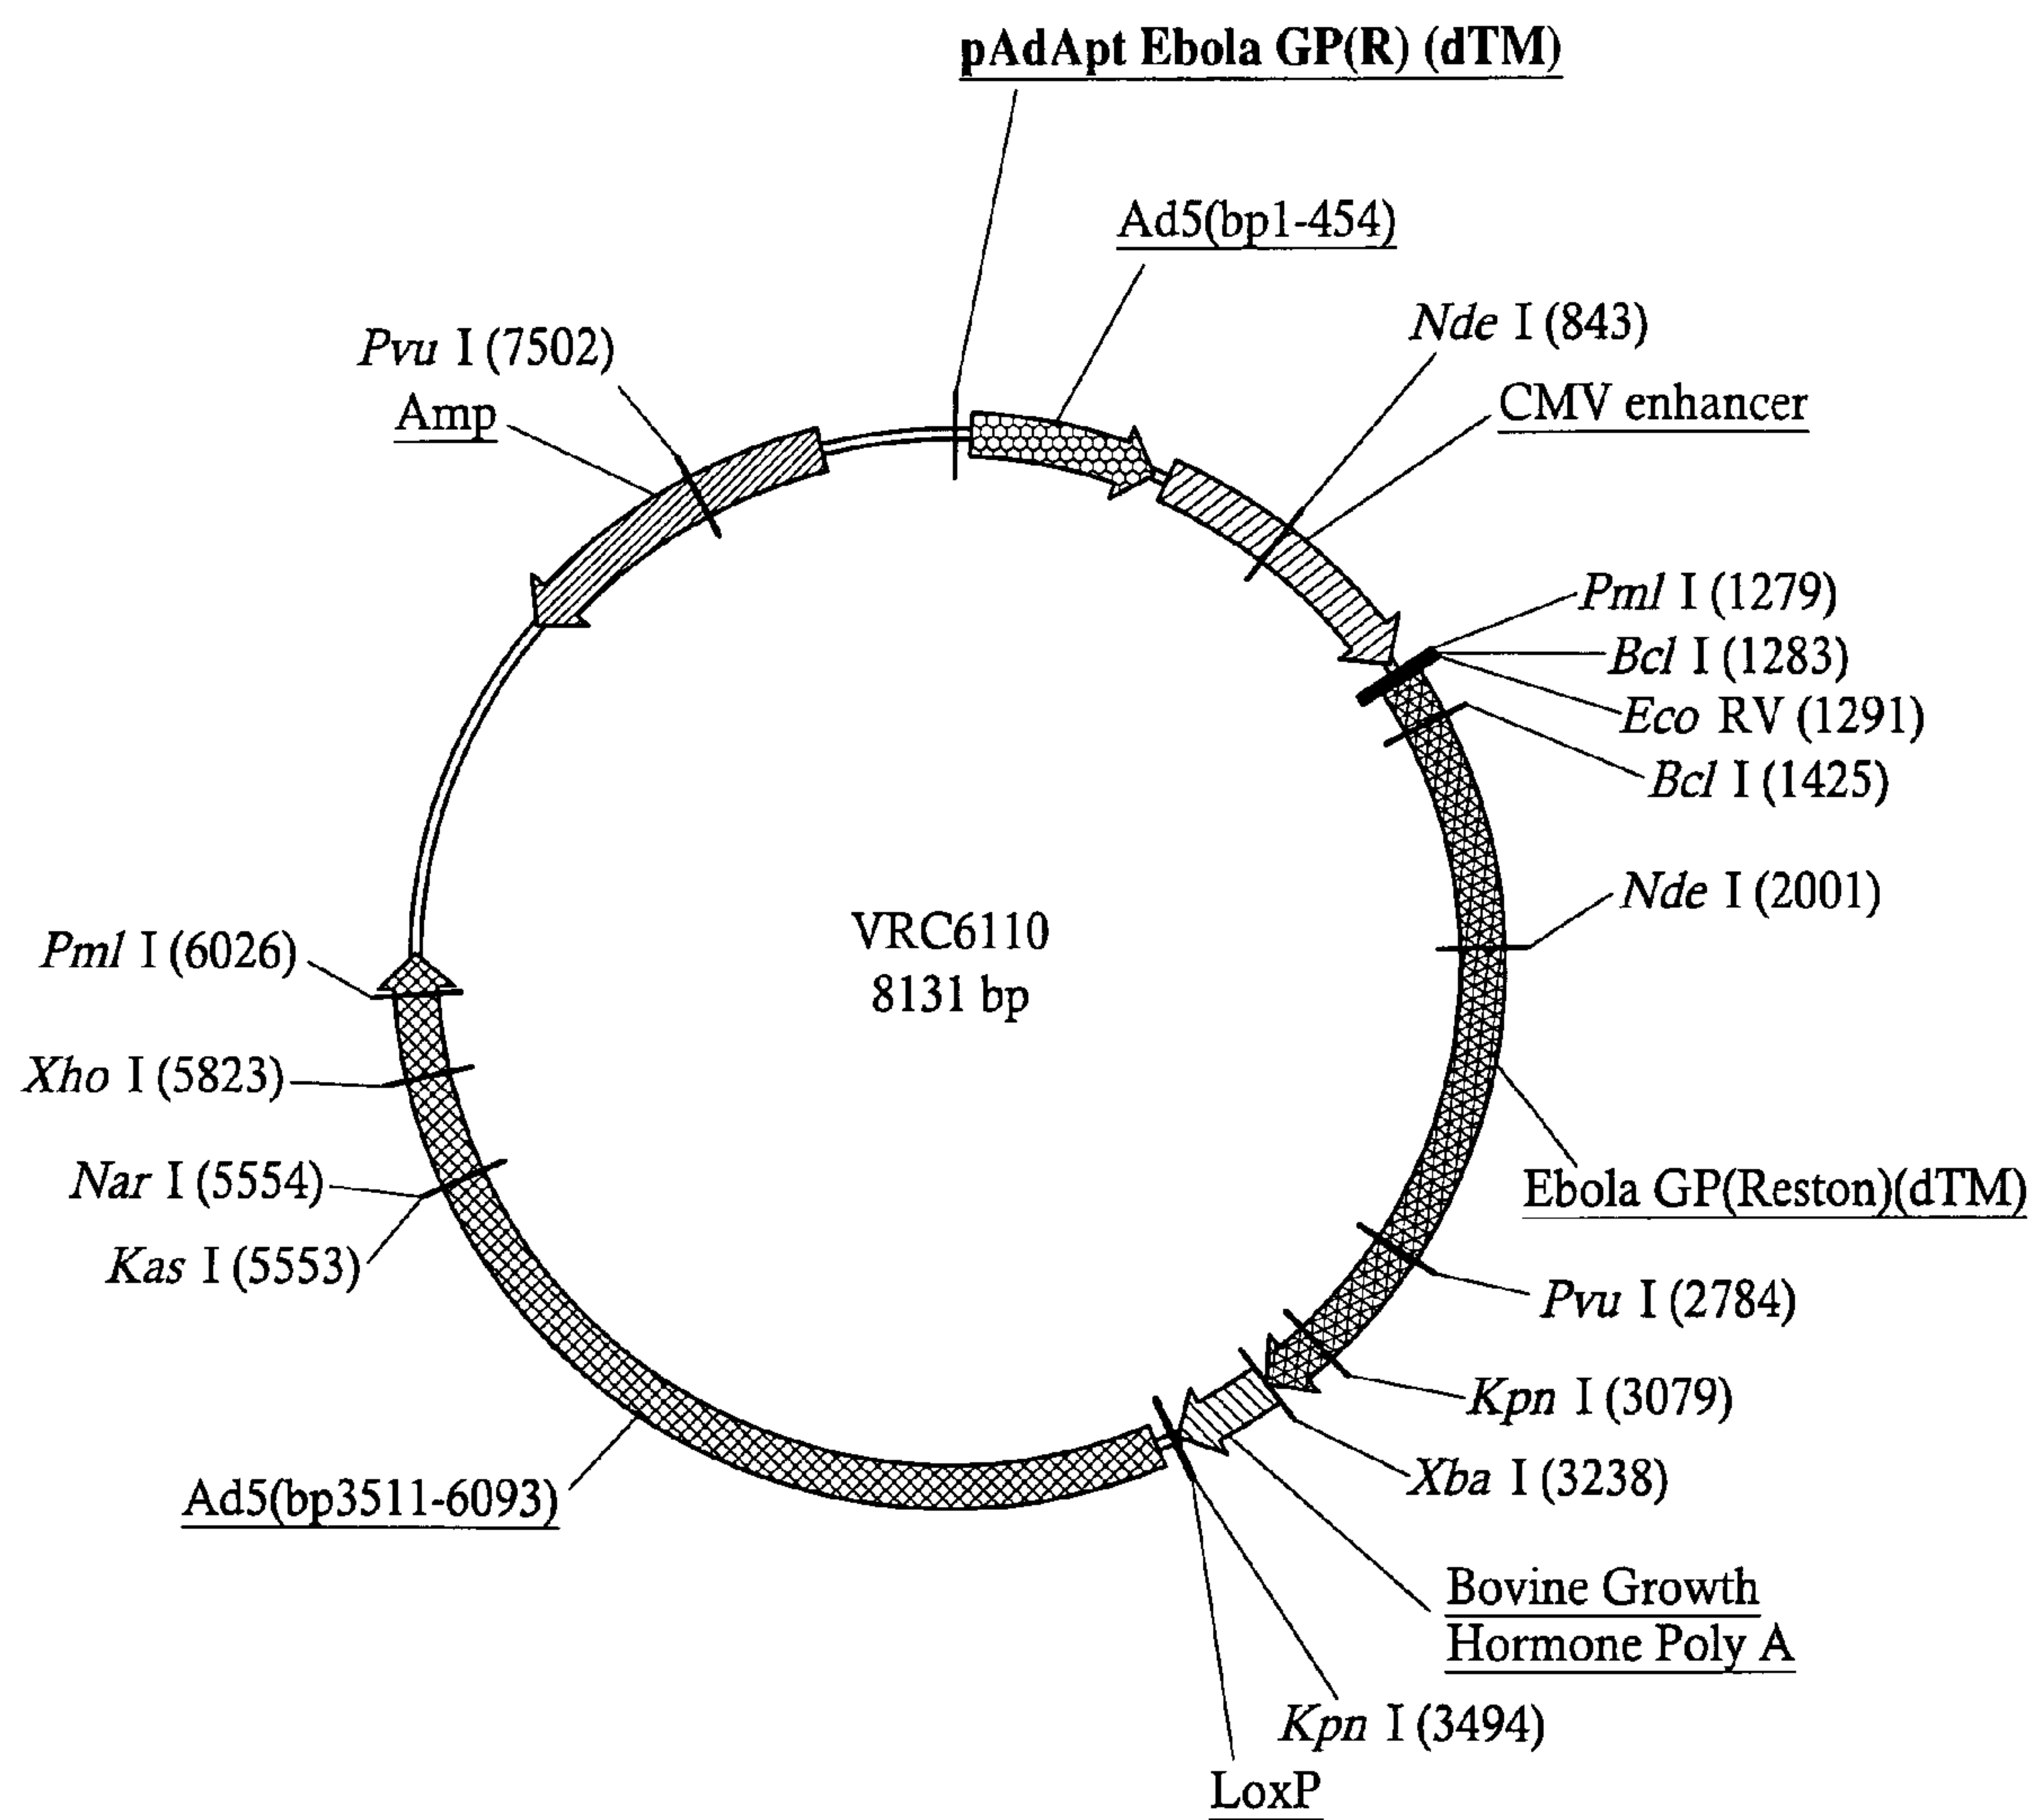 pAdApt Ebola GP(R) (dTM)
Ad5(bp1-454)
Nde I (843)
CMV enhancer
Pvu I (7502)
Amp
Pml I (1279)
Bcl I (1283)
Eco RV (1291)
Bcl I (1425)
Nde I (2001)
VRC6110
8131 bp
Pml I (6026)
Xho I (5823)
Nar I (5554)
Kas I (5553)
Ebola GP(Reston)(dTM)
Pvu I (2784)
Kpn I (3079)
Xba I (3238)
Ad5(bp3511-6093)
Bovine Growth
Hormone Poly A
Kpn I (3494)
LoxP